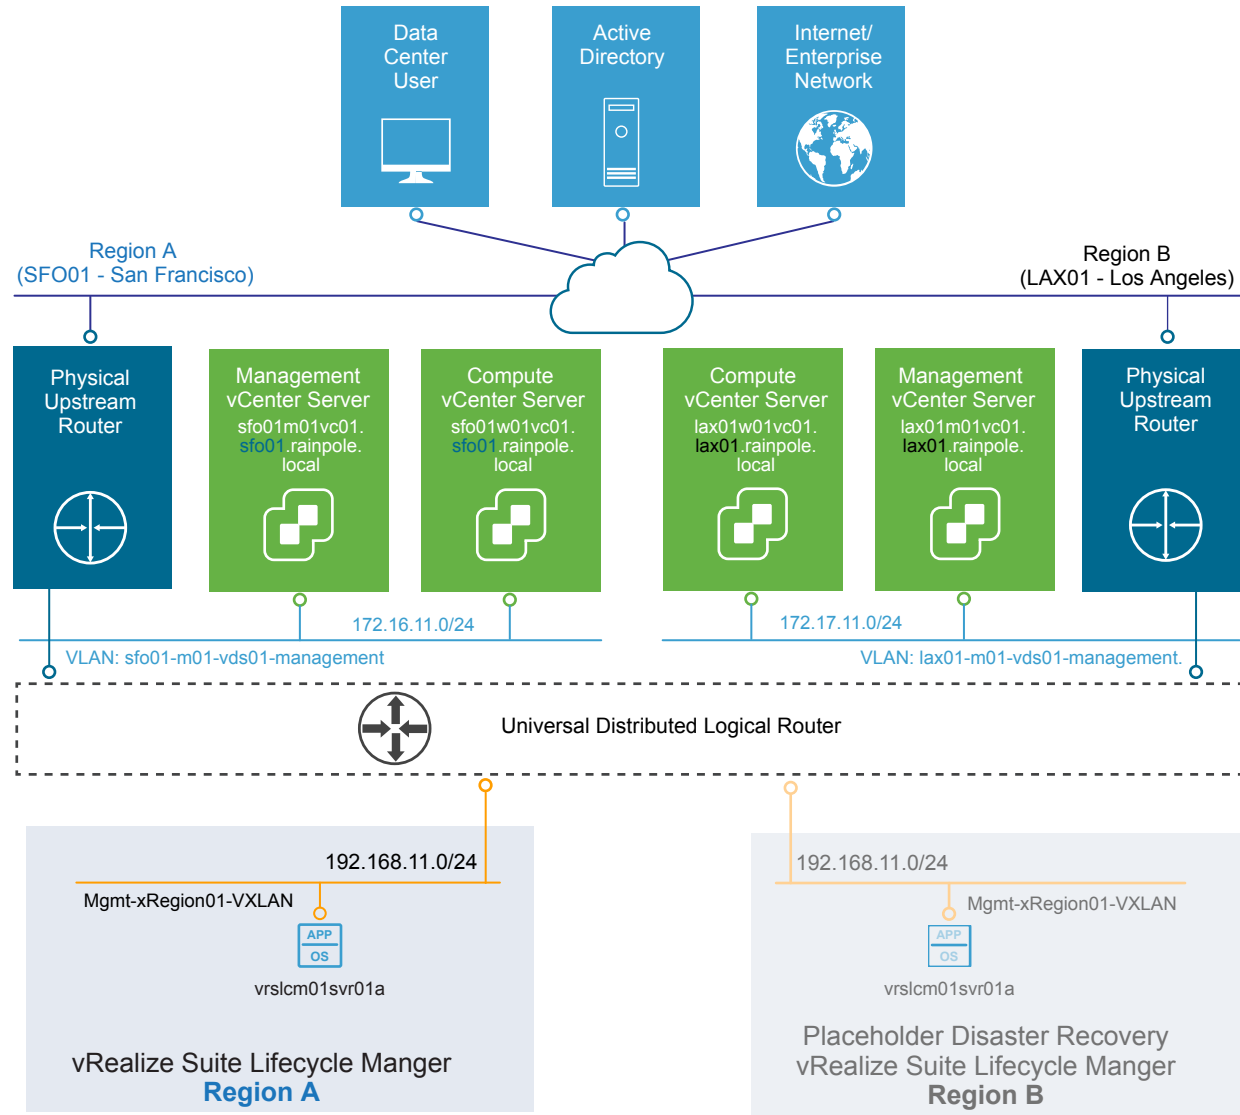 Data
Center
User
Active
Directory
Internet/
Enterprise
Network
Region A
(SFO01 - San Francisco)
Region B
(LAX01 - Los Angeles)
Physical
Upstream
Router
Management
vCenter Server
sfo01m01vc01.
sfo01.rainpole.
local
Compute
vCenter Server
sfo01w01vc01.
sfo01.rainpole.
local
Compute
vCenter Server
lax01w01vc01.
lax01.rainpole.
local
Management
vCenter Server
lax01m01vc01.
lax01.rainpole.
local
Physical
Upstream
Router
172.16.11.0/24
VLAN: sfo01-m01-vds01-management
172.17.11.0/24
VLAN: lax01-m01-vds01-management.
Universal Distributed Logical Router
192.168.11.0/24
Mgmt-xRegion01-VXLAN
APP
OS
vrslcm01svr01a
vRealize Suite Lifecycle Manger
Region A
192.168.11.0/24
Mgmt-xRegion01-VXLAN
APP
OS
vrslcm01svr01a
Placeholder Disaster Recovery
vRealize Suite Lifecycle Manger
Region B